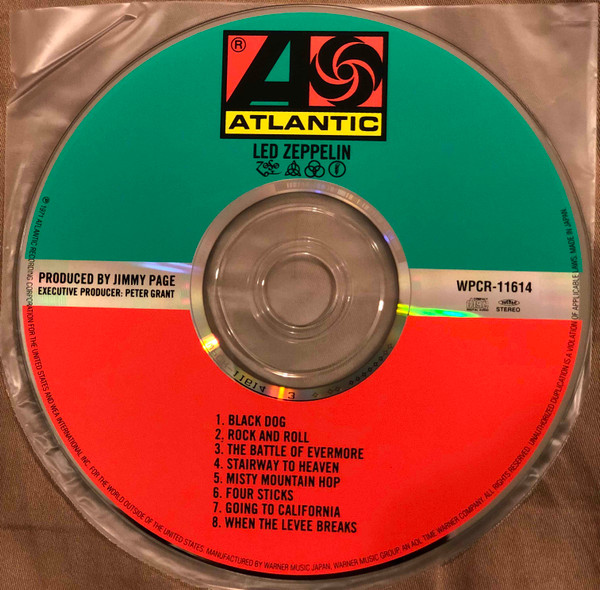 ®
ATLANTIC
LED ZEPPELIN
PRODUCED BY JIMMY PAGE
EXECUTIVE PRODUCER: PETER GRANT
WPCR-11614
COMPACT
STEREO
1. BLACK DOG
2. ROCK AND ROLL
3. THE BATTLE OF EVERMORE
4. STAIRWAY TO HEAVEN
5. MISTY MOUNTAIN HOP
6. FOUR STICKS
7. GOING TO CALIFORNIA
8. WHEN THE LEVEE BREAKS
℗ 1971 ATLANTIC RECORDING CORPORATION FOR THE UNITED STATES AND WEA INTERNATIONAL INC. FOR THE WORLD OUTSIDE OF THE UNITED STATES. MANUFACTURED BY WARNER MUSIC JAPAN, WARNER MUSIC GROUP, AN AOL TIME WARNER COMPANY. ALL RIGHTS RESERVED. UNAUTHORIZED DUPLICATION IS A VIOLATION OF APPLICABLE LAWS. MADE IN JAPAN